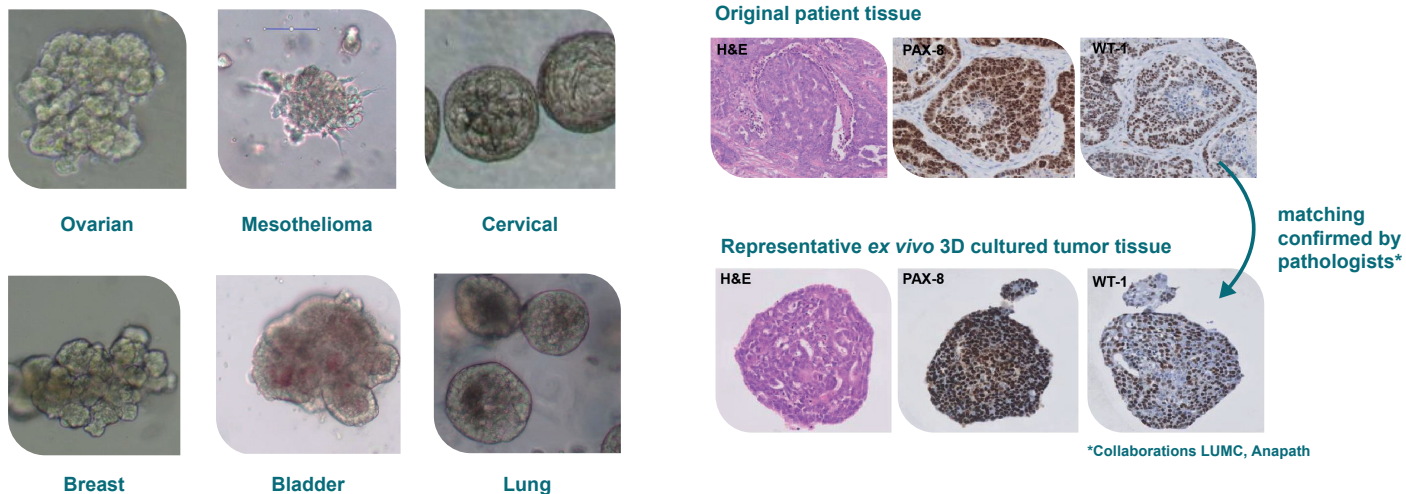 Ovarian
Mesothelioma
Cervical
Breast
Bladder
Lung
Original patient tissue
H&E
PAX-8
WT-1
matching
confirmed by
pathologists*
Representative ex vivo 3D cultured tumor tissue
H&E
PAX-8
WT-1
*Collaborations LUMC, Anapath